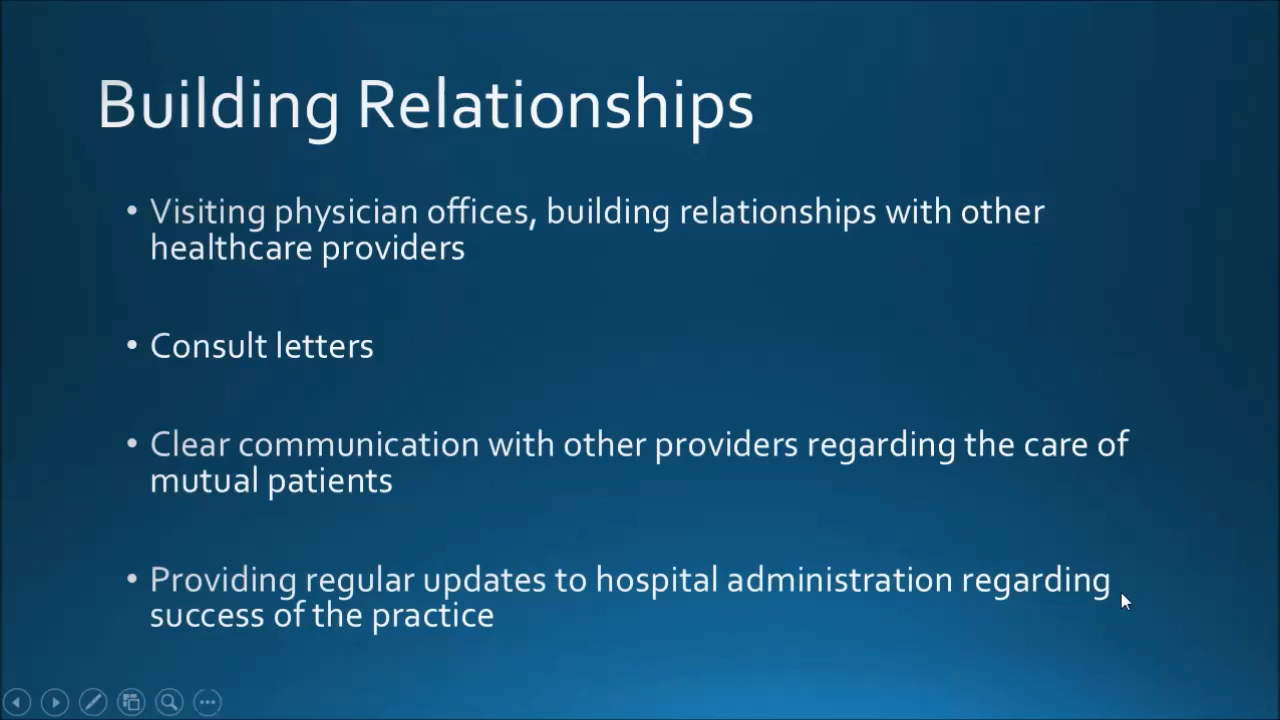 Building Relationships
• Visiting physician offices, building relationships with other
healthcare providers
• Consult letters
• Clear communication with other providers regarding the care of
mutual patients
• Providing regular updates to hospital administration regarding
success of the practice